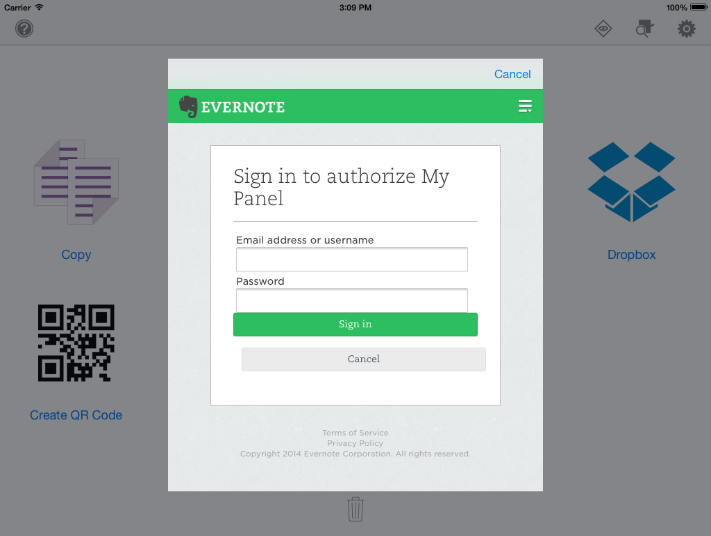 Carrier 3:09 PM 100%
Cancel
EVERNOTE
Sign in to authorize My
Panel
Email address or username
Password
Sign in
Cancel
Terms of Service
Privacy Policy
Copyright 2014 Evernote Corporation. All rights reserved.
Copy
Dropbox
Create QR Code